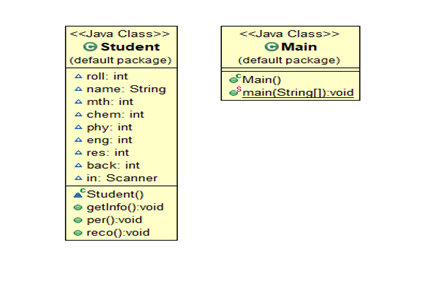 <<Java Class>>
Student
(default package)
roll: int
name: String
mth: int
chem: int
phy: int
eng: int
res: int
back: int
in: Scanner
Student()
getInfo():void
per():void
reco():void
<<Java Class>>
Main
(default package)
Main()
main(String[]):void